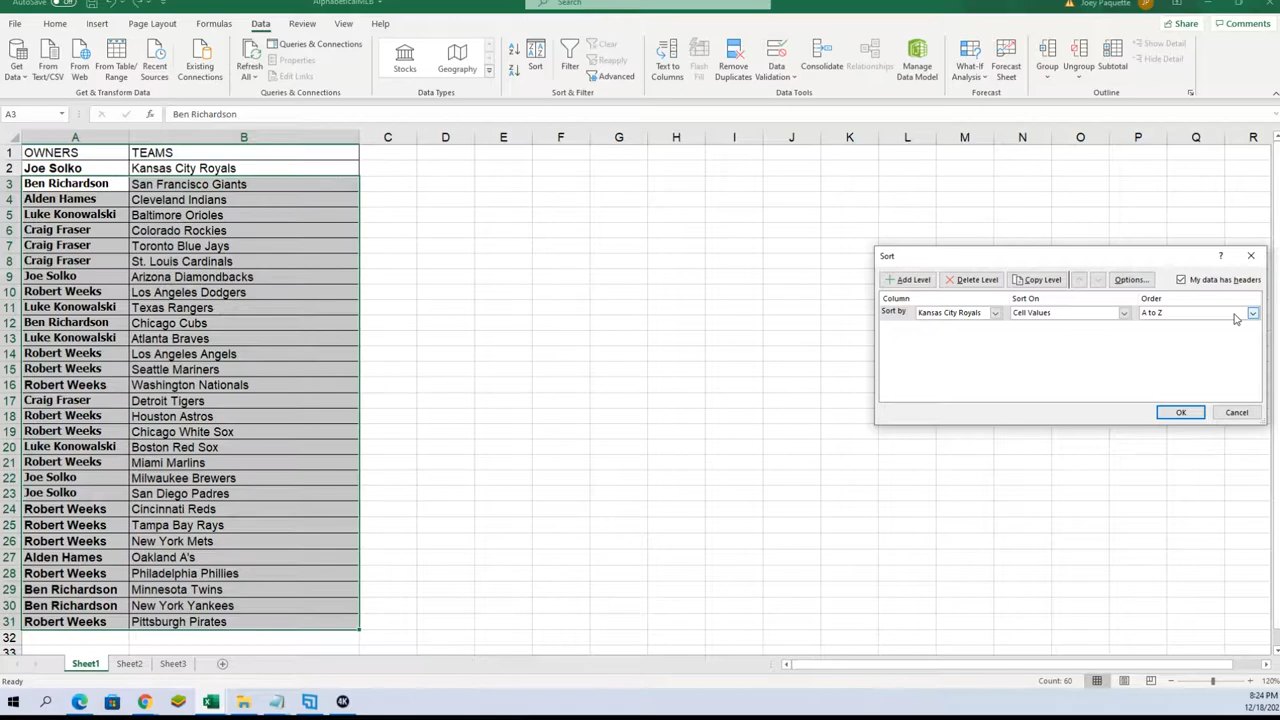 AutoSave Off AlphabeticalMLB Search Joey Paquette JP
File Home Insert Page Layout Formulas Data Review View Help Share Comments
Get Data From Text/CSV From Web From Table/Range Recent Sources Existing Connections
Refresh All Queries & Connections Properties Edit Links
Stocks Geography
Sort Filter Clear Reapply Advanced
Text to Columns Flash Fill Remove Duplicates Data Validation Consolidate Relationships Manage Data Model
What-If Analysis Forecast Sheet Group Ungroup Subtotal Show Detail Hide Detail
Get & Transform Data Queries & Connections Data Types Sort & Filter Data Tools Forecast Outline
A3 fx Ben Richardson
A B C D E F G H I J K L M N O P Q R
1 OWNERS TEAMS
2 Joe Solko Kansas City Royals
3 Ben Richardson San Francisco Giants
4 Alden Hames Cleveland Indians
5 Luke Konowalski Baltimore Orioles
6 Craig Fraser Colorado Rockies
7 Craig Fraser Toronto Blue Jays
8 Craig Fraser St. Louis Cardinals
9 Joe Solko Arizona Diamondbacks
10 Robert Weeks Los Angeles Dodgers
11 Luke Konowalski Texas Rangers
12 Ben Richardson Chicago Cubs
13 Luke Konowalski Atlanta Braves
14 Robert Weeks Los Angeles Angels
15 Robert Weeks Seattle Mariners
16 Robert Weeks Washington Nationals
17 Craig Fraser Detroit Tigers
18 Robert Weeks Houston Astros
19 Robert Weeks Chicago White Sox
20 Luke Konowalski Boston Red Sox
21 Robert Weeks Miami Marlins
22 Joe Solko Milwaukee Brewers
23 Joe Solko San Diego Padres
24 Robert Weeks Cincinnati Reds
25 Robert Weeks Tampa Bay Rays
26 Robert Weeks New York Mets
27 Alden Hames Oakland A's
28 Robert Weeks Philadelphia Phillies
29 Ben Richardson Minnesota Twins
30 Ben Richardson New York Yankees
31 Robert Weeks Pittsburgh Pirates
32
33
Sort ?
Add Level Delete Level Copy Level Options... My data has headers
Column Sort On Order
Sort by Kansas City Royals Cell Values A to Z
OK Cancel
Sheet1 Sheet2 Sheet3
Ready Count: 60 120%
4K
8:24 PM
12/18/202